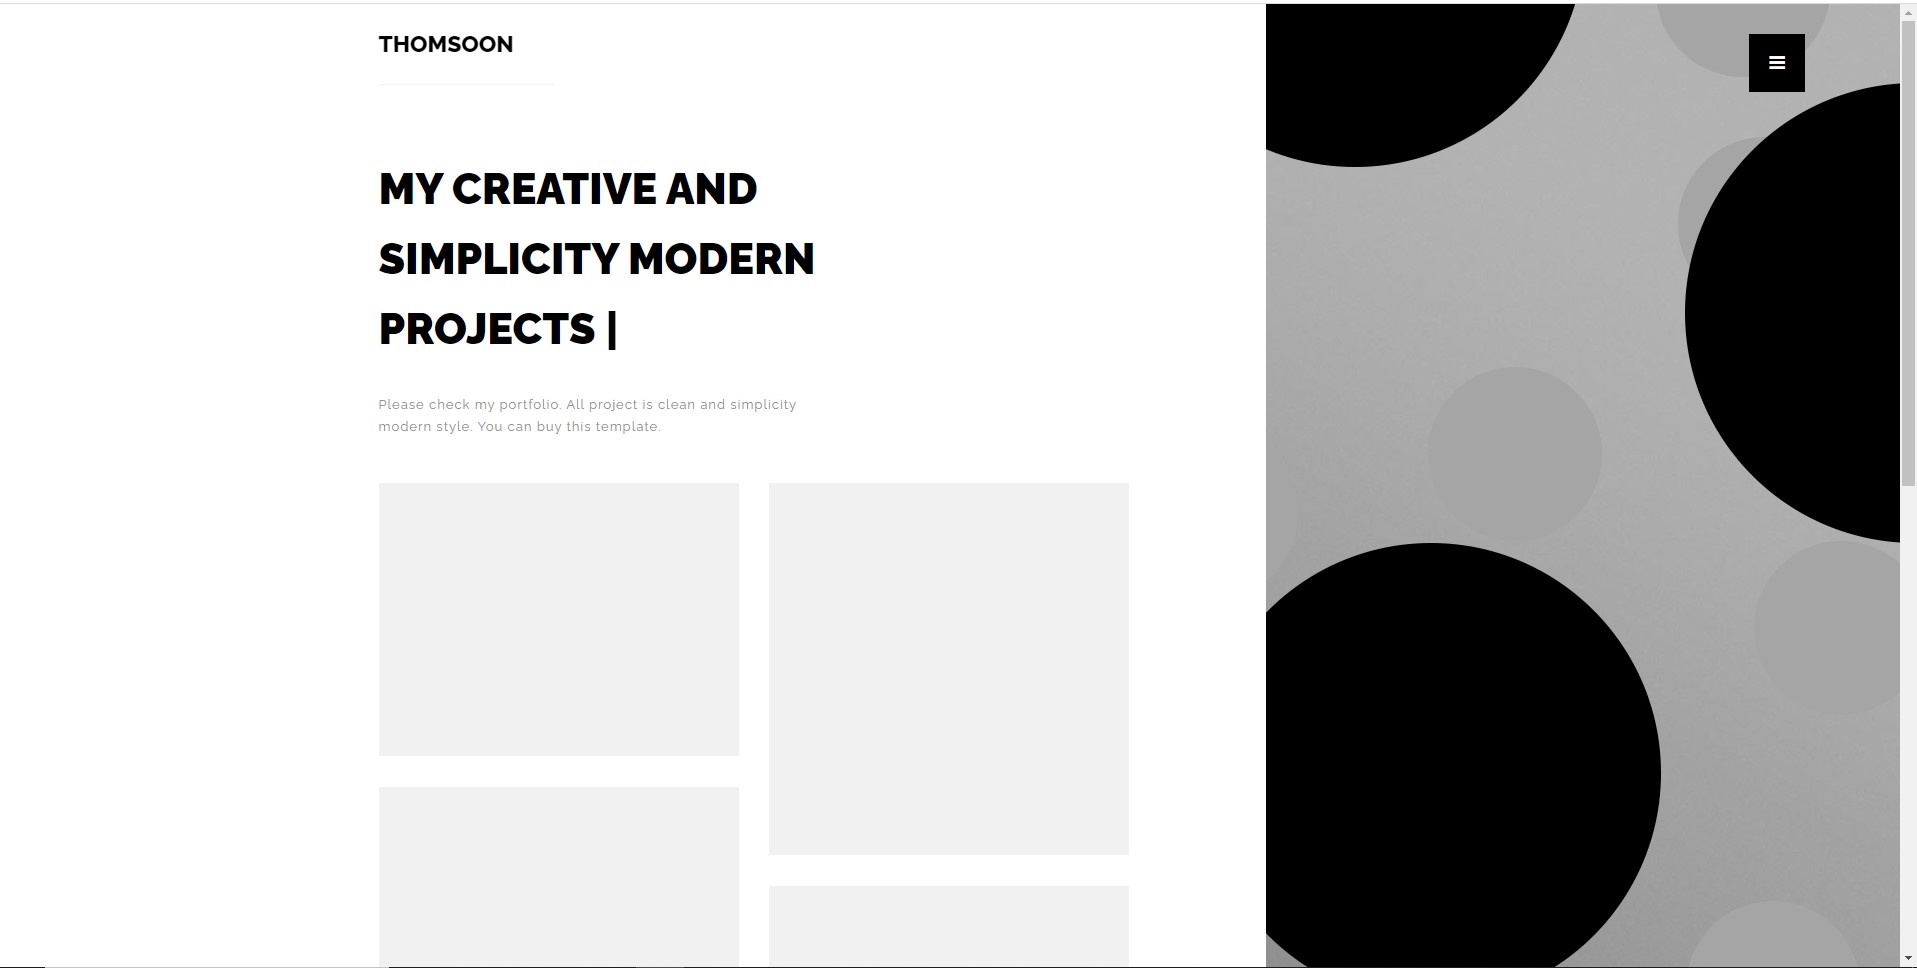 THOMSOON
MY CREATIVE AND
SIMPLICITY MODERN
PROJECTS |
Please check my portfolio. All project is clean and simplicity
modern style. You can buy this template.